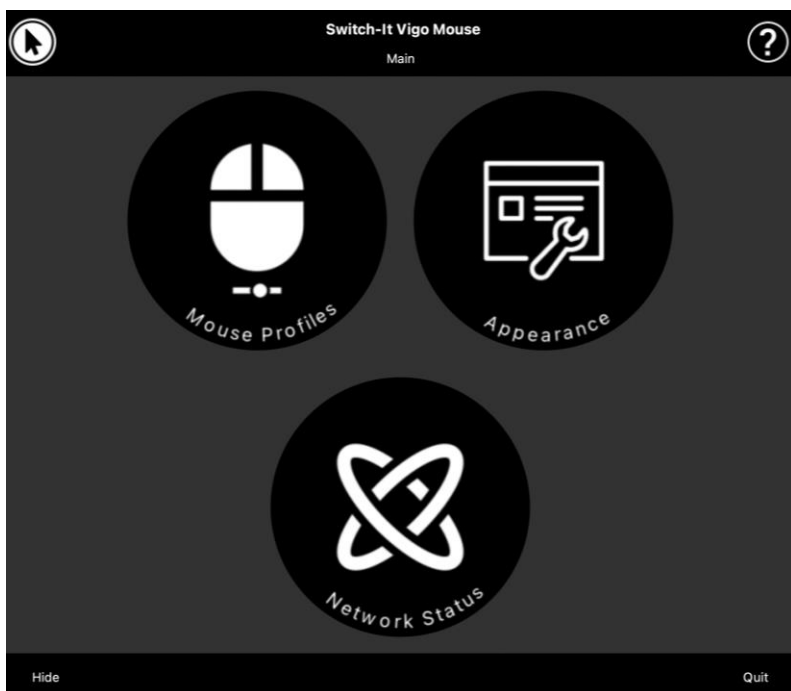 Switch-It Vigo Mouse
Main
?
Mouse Profiles
Appearance
Network Status
Hide
Quit